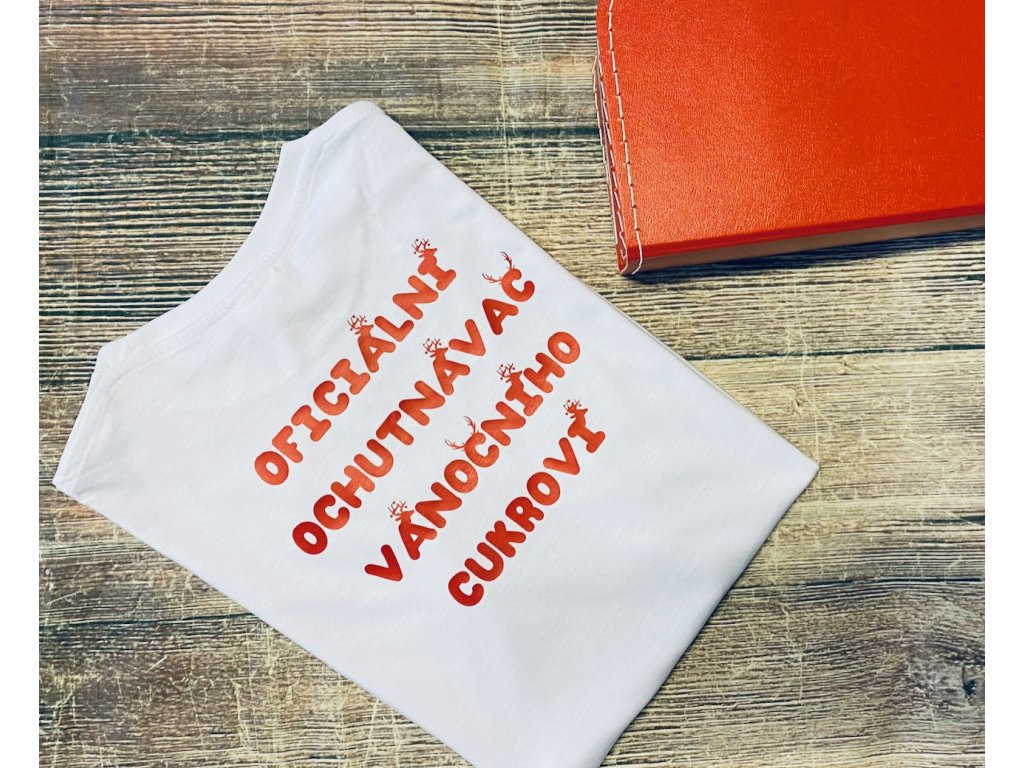 OFICIÁLNÍ
OCHUTNÁVAČ
VÁNOČNÍHO
CUKROVÍ